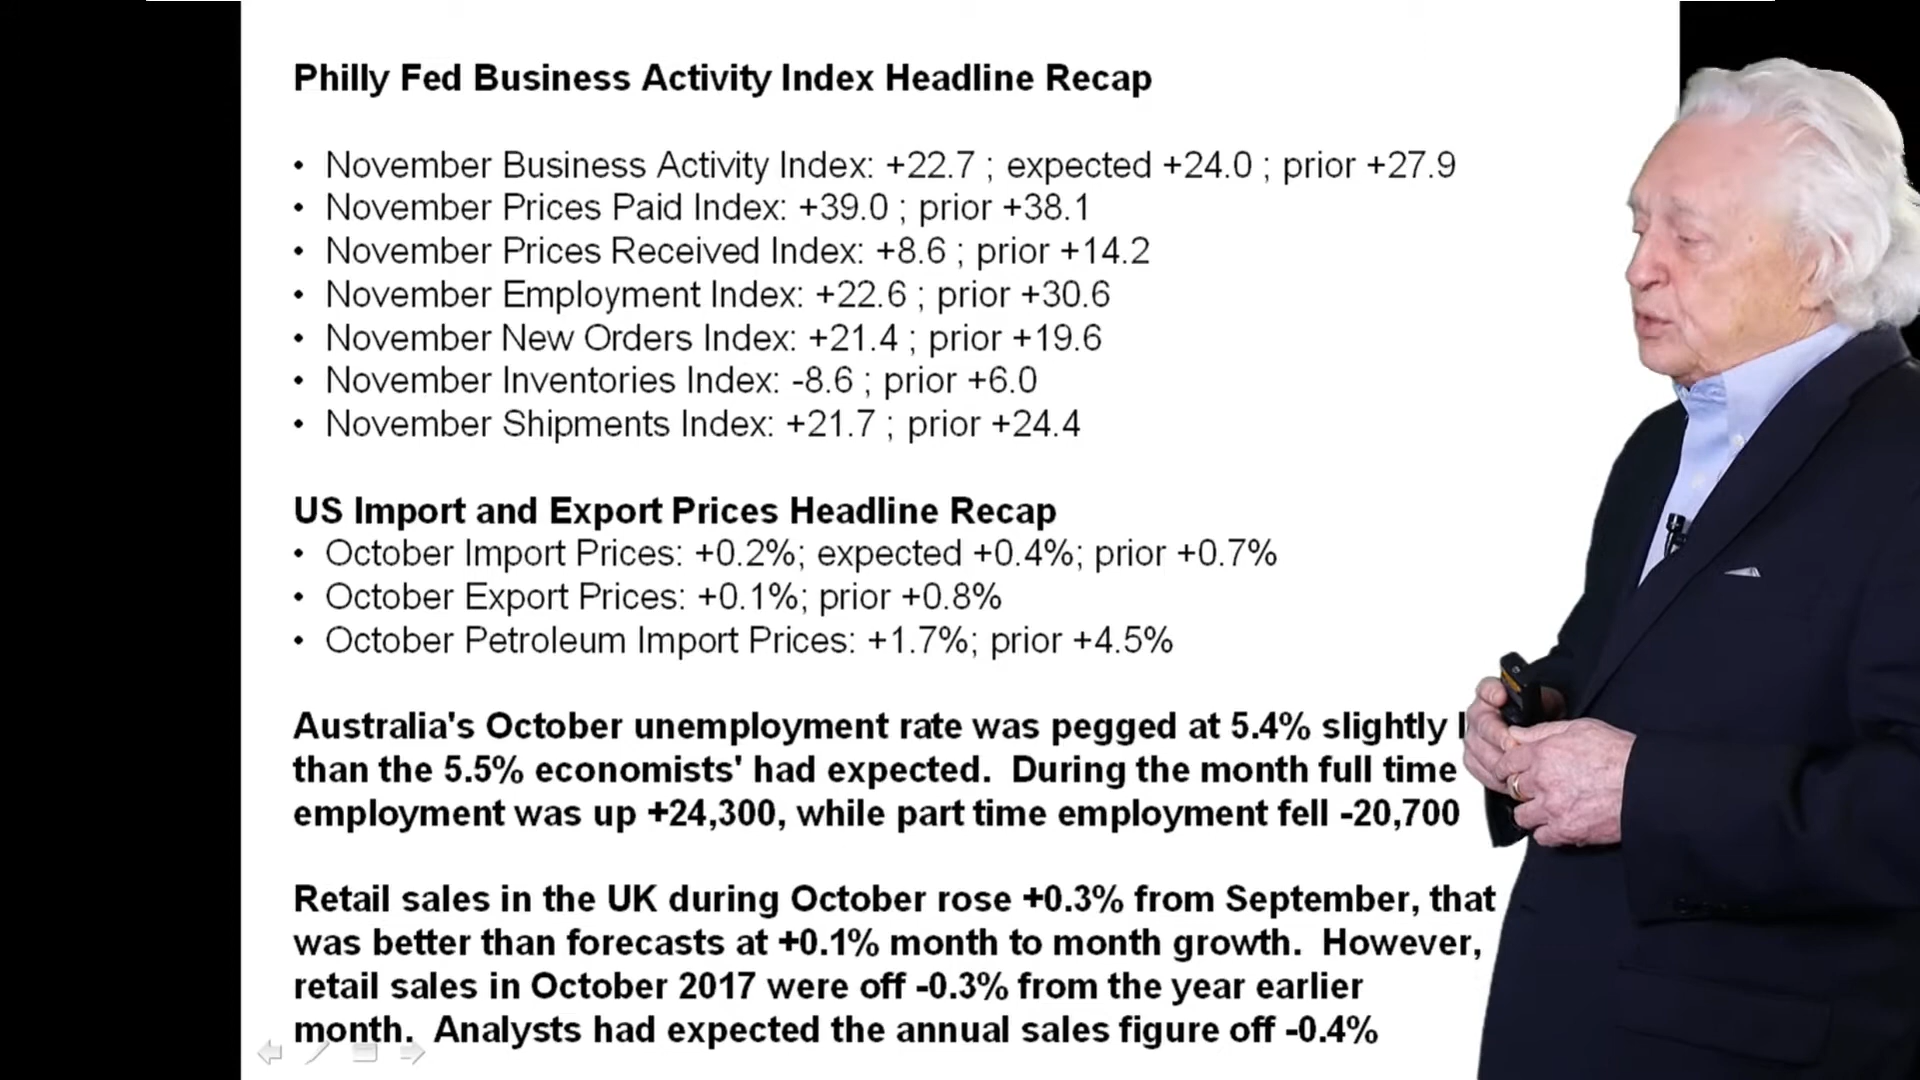 Philly Fed Business Activity Index Headline Recap
• November Business Activity Index: +22.7 ; expected +24.0 ; prior +27.9
• November Prices Paid Index: +39.0 ; prior +38.1
• November Prices Received Index: +8.6 ; prior +14.2
• November Employment Index: +22.6 ; prior +30.6
• November New Orders Index: +21.4 ; prior +19.6
• November Inventories Index: -8.6 ; prior +6.0
• November Shipments Index: +21.7 ; prior +24.4
US Import and Export Prices Headline Recap
• October Import Prices: +0.2%; expected +0.4%; prior +0.7%
• October Export Prices: +0.1%; prior +0.8%
• October Petroleum Import Prices: +1.7%; prior +4.5%
Australia's October unemployment rate was pegged at 5.4% slightly
than the 5.5% economists' had expected.  During the month full time
employment was up +24,300, while part time employment fell -20,700
Retail sales in the UK during October rose +0.3% from September, that
was better than forecasts at +0.1% month to month growth.  However,
retail sales in October 2017 were off -0.3% from the year earlier
month.  Analysts had expected the annual sales figure off -0.4%